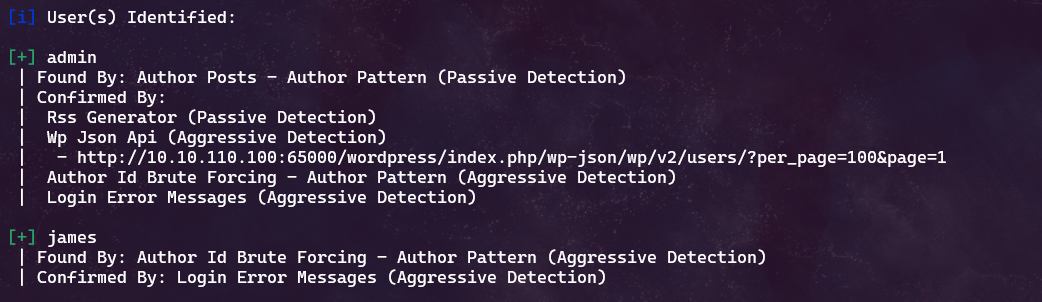 [i] User(s) Identified:

[+] admin
 | Found By: Author Posts - Author Pattern (Passive Detection)
 | Confirmed By:
 |  Rss Generator (Passive Detection)
 |  Wp Json Api (Aggressive Detection)
 |   - http://10.10.110.100:65000/wordpress/index.php/wp-json/wp/v2/users/?per_page=100&page=1
 |  Author Id Brute Forcing - Author Pattern (Aggressive Detection)
 |  Login Error Messages (Aggressive Detection)

[+] james
 | Found By: Author Id Brute Forcing - Author Pattern (Aggressive Detection)
 | Confirmed By: Login Error Messages (Aggressive Detection)